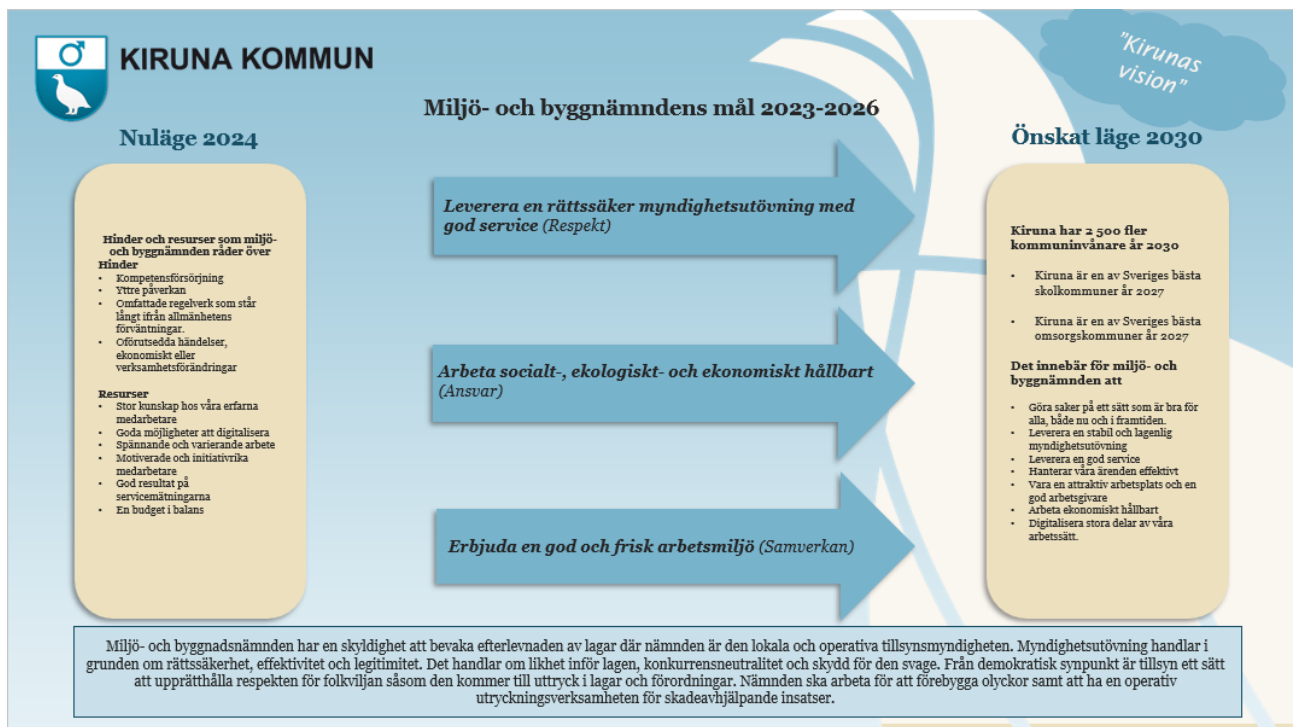 KIRUNA KOMMUN
"Kirunas
vision"
Miljö- och byggnämndens mål 2023-2026
Nuläge 2024
Hinder och resurser som miljö-
och byggnämnden råder över
Hinder
• Kompetensförsörjning
• Yttre påverkan
• Omfattade regelverk som står
långt ifrån allmänhetens
förväntningar.
• Oförutsedda händelser,
ekonomiskt eller
verksamhetsförändringar
Resurser
• Stor kunskap hos våra erfarna
medarbetare
• Goda möjligheter att digitalisera
• Spännande och varierande arbete
• Motiverade och initiativrika
medarbetare
• God resultat på
servicemätningarna
• En budget i balans
Leverera en rättssäker myndighetsutövning med
god service (Respekt)
Arbeta socialt-, ekologiskt- och ekonomiskt hållbart
(Ansvar)
Erbjuda en god och frisk arbetsmiljö (Samverkan)
Önskat läge 2030
Kiruna har 2 500 fler
kommuninvånare år 2030
• Kiruna är en av Sveriges bästa
skolkommuner år 2027
• Kiruna är en av Sveriges bästa
omsorgskommuner år 2027
Det innebär för miljö- och
byggnämnden att
• Göra saker på ett sätt som är bra för
alla, både nu och i framtiden.
• Leverera en stabil och lagenlig
myndighetsutövning
• Leverera en god service
• Hanterar våra ärenden effektivt
• Vara en attraktiv arbetsplats och en
god arbetsgivare
• Arbeta ekonomiskt hållbart
• Digitalisera stora delar av våra
arbetssätt.
Miljö- och byggnadsnämnden har en skyldighet att bevaka efterlevnaden av lagar där nämnden är den lokala och operativa tillsynsmyndigheten. Myndighetsutövning handlar i
grunden om rättssäkerhet, effektivitet och legitimitet. Det handlar om likhet inför lagen, konkurrensneutralitet och skydd för den svage. Från demokratisk synpunkt är tillsyn ett sätt
att upprätthålla respekten för folkviljan såsom den kommer till uttryck i lagar och förordningar. Nämnden ska arbeta för att förebygga olyckor samt att ha en operativ
utryckningsverksamheten för skadeavhjälpande insatser.